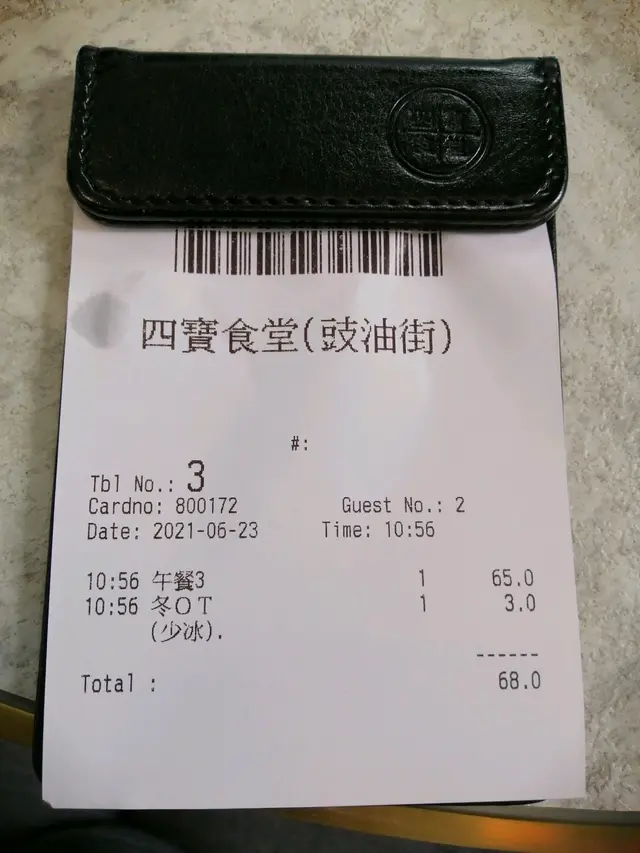 四寶食堂(豉油街)
#:
Tbl No.: 3
Cardno: 800172 Guest No.: 2
Date: 2021-06-23 Time: 10:56
10:56 午餐3 1 65.0
10:56 冬OT 1 3.0
(少冰).
------
Total : 68.0